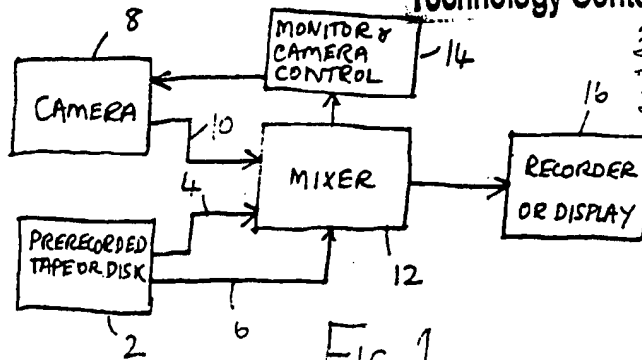 Technology Cente
8
MONITOR &
CAMERA
CONTROL
14
16
CAMERA
10
4
MIXER
RECORDER
OR DISPLAY
PRERECORDED
TAPE OR DISK
12
6
2
Fig 1